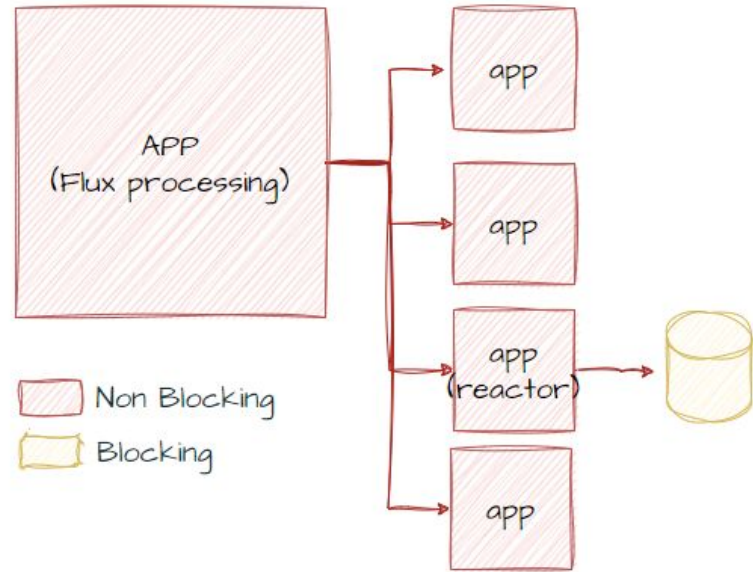 APP
(Flux processing)
app
app
app
(reactor)
app
Non Blocking
Blocking